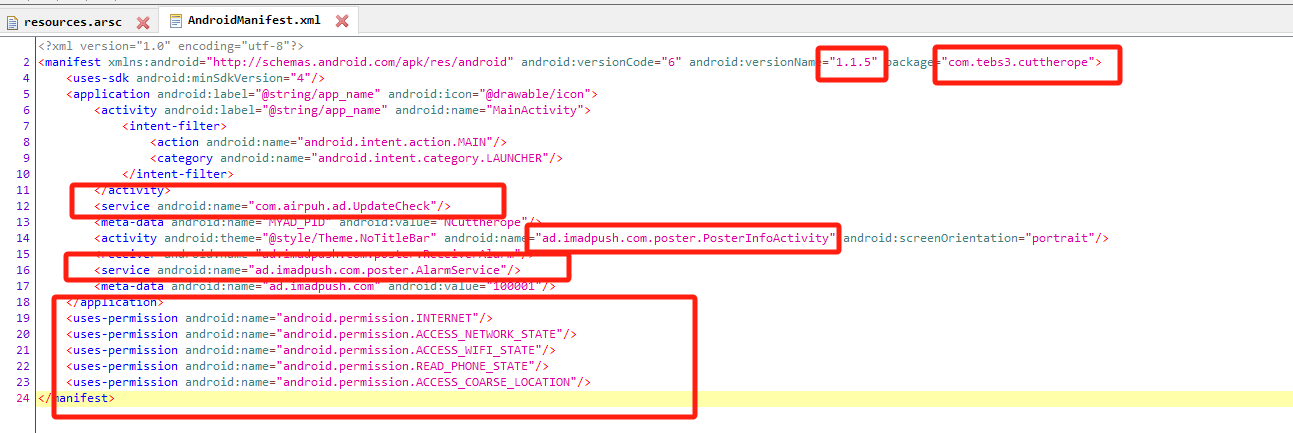 resources.arsc AndroidManifest.xml
<?xml version="1.0" encoding="utf-8"?>
2 <manifest xmlns:android="http://schemas.android.com/apk/res/android" android:versionCode="6" android:versionName="1.1.5" package="com.tebs3.cuttherope">
4 <uses-sdk android:minSdkVersion="4"/>
5 <application android:label="@string/app_name" android:icon="@drawable/icon">
6 <activity android:label="@string/app_name" android:name="MainActivity">
7 <intent-filter>
8 <action android:name="android.intent.action.MAIN"/>
9 <category android:name="android.intent.category.LAUNCHER"/>
10 </intent-filter>
11 </activity>
12 <service android:name="com.airpuh.ad.UpdateCheck"/>
13 <meta-data android:name="MYAD_PID" android:value="NCuttherope"/>
14 <activity android:theme="@style/Theme.NoTitleBar" android:name="ad.imadpush.com.poster.PosterInfoActivity" android:screenOrientation="portrait"/>
15 <receiver android:name="ad.imadpush.com.poster.ReceiverAlarm"/>
16 <service android:name="ad.imadpush.com.poster.AlarmService"/>
17 <meta-data android:name="ad.imadpush.com" android:value="100001"/>
18 </application>
19 <uses-permission android:name="android.permission.INTERNET"/>
20 <uses-permission android:name="android.permission.ACCESS_NETWORK_STATE"/>
21 <uses-permission android:name="android.permission.ACCESS_WIFI_STATE"/>
22 <uses-permission android:name="android.permission.READ_PHONE_STATE"/>
23 <uses-permission android:name="android.permission.ACCESS_COARSE_LOCATION"/>
24 </manifest>